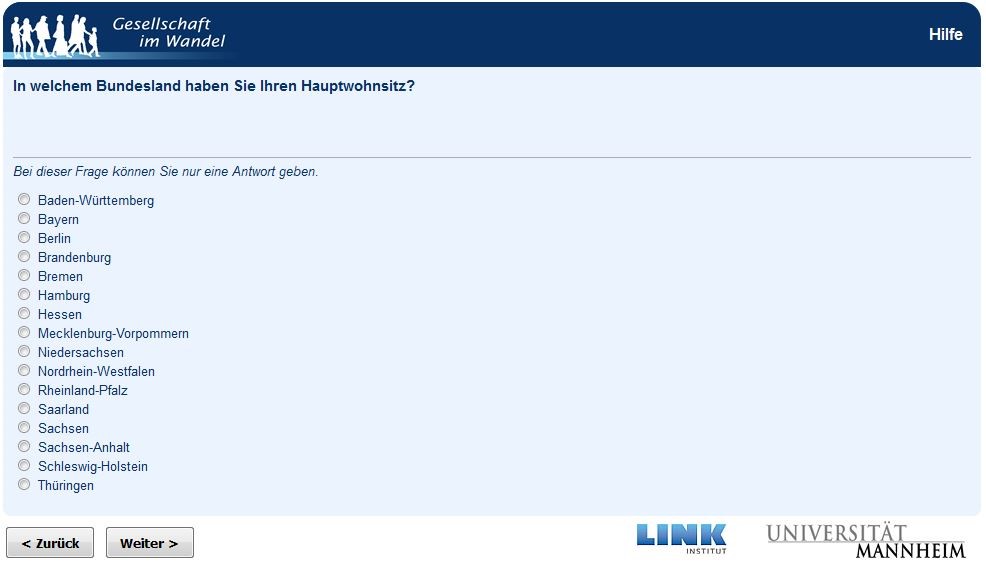 Gesellschaft
im Wandel
Hilfe
In welchem Bundesland haben Sie Ihren Hauptwohnsitz?
Bei dieser Frage können Sie nur eine Antwort geben.
Baden-Württemberg
Bayern
Berlin
Brandenburg
Bremen
Hamburg
Hessen
Mecklenburg-Vorpommern
Niedersachsen
Nordrhein-Westfalen
Rheinland-Pfalz
Saarland
Sachsen
Sachsen-Anhalt
Schleswig-Holstein
Thüringen
< Zurück Weiter >
LINK
INSTITUT
UNIVERSITÄT
MANNHEIM